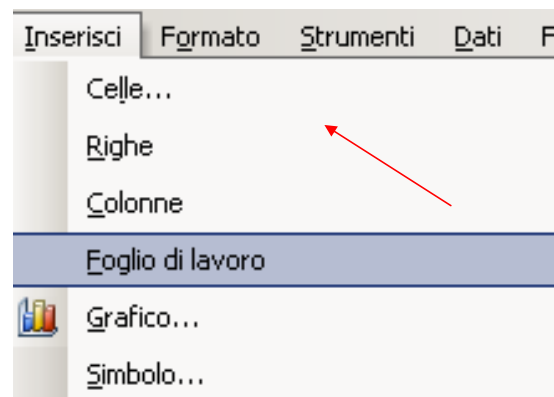 Inserisci Formato Strumenti Dati F
Celle...
Righe
Colonne
Foglio di lavoro
Grafico...
Simbolo...